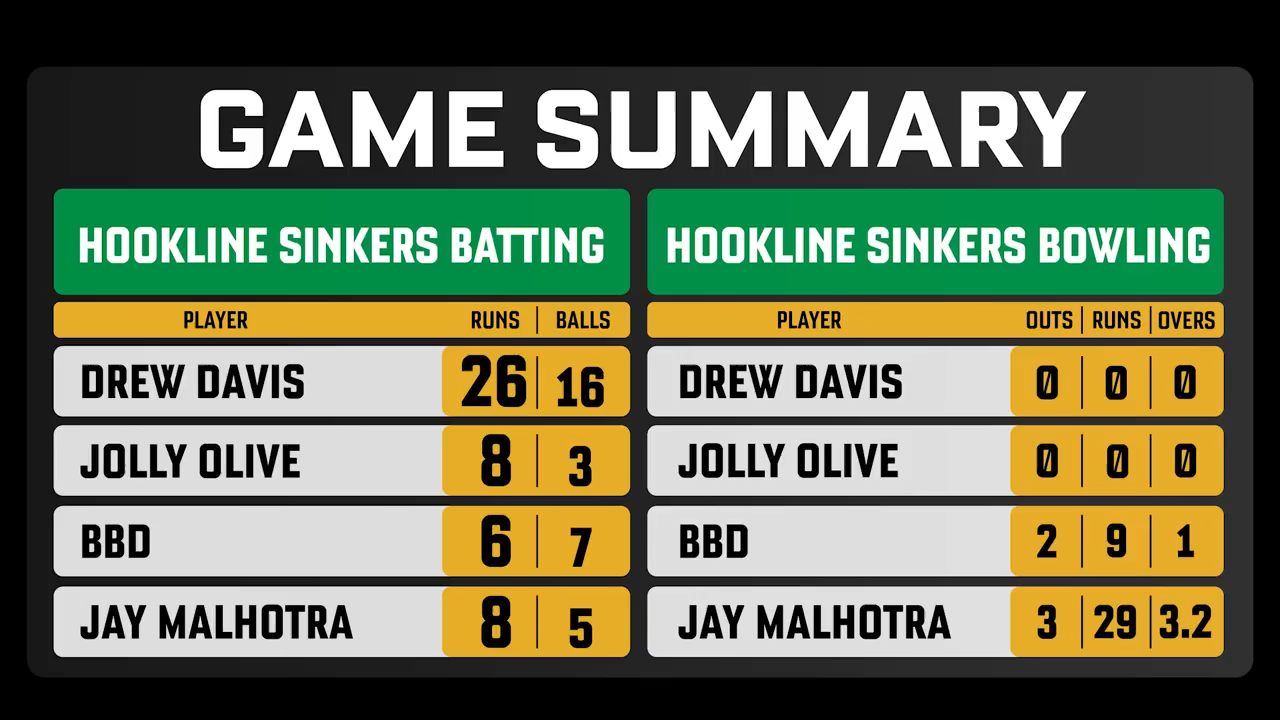 GAME SUMMARY
HOOKLINE SINKERS BATTING
PLAYER RUNS BALLS
DREW DAVIS 26 16
JOLLY OLIVE 8 3
BBD 6 7
JAY MALHOTRA 8 5
HOOKLINE SINKERS BOWLING
PLAYER OUTS RUNS OVERS
DREW DAVIS 0 0 0
JOLLY OLIVE 0 0 0
BBD 2 9 1
JAY MALHOTRA 3 29 3.2